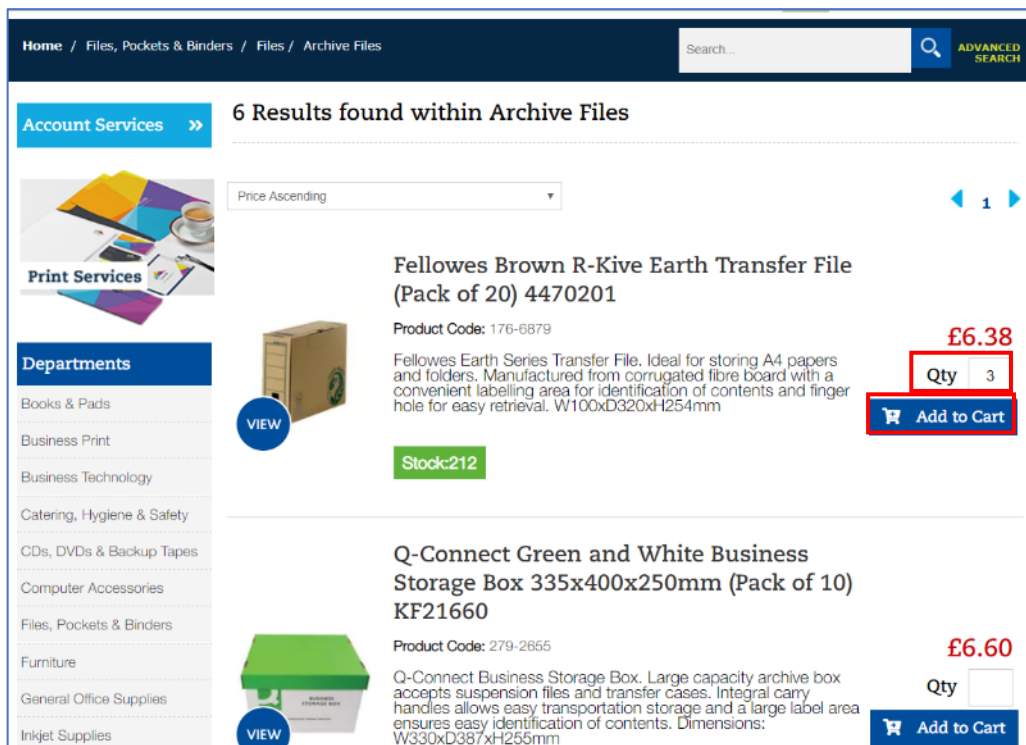 Home / Files, Pockets & Binders / Files / Archive Files
Search...
ADVANCED
SEARCH
Account Services »
6 Results found within Archive Files
Print Services
Price Ascending
1
Fellowes Brown R-Kive Earth Transfer File
(Pack of 20) 4470201
Product Code: 176-6879
Fellowes Earth Series Transfer File. Ideal for storing A4 papers
and folders. Manufactured from corrugated fibre board with a
convenient labelling area for identification of contents and finger
hole for easy retrieval. W100xD320xH254mm
VIEW
Stock:212
£6.38
Qty 3
Add to Cart
Departments
Books & Pads
Business Print
Business Technology
Catering, Hygiene & Safety
CDs, DVDs & Backup Tapes
Computer Accessories
Files, Pockets & Binders
Furniture
General Office Supplies
Inkjet Supplies
Q-Connect Green and White Business
Storage Box 335x400x250mm (Pack of 10)
KF21660
Product Code: 279-2655
Q-Connect Business Storage Box. Large capacity archive box
accepts suspension files and transfer cases. Integral carry
handles allows easy transportation storage and a large label area
ensures easy identification of contents. Dimensions:
W330xD387xH255mm
BUSINESS
STORAGE BOX
VIEW
£6.60
Qty
Add to Cart